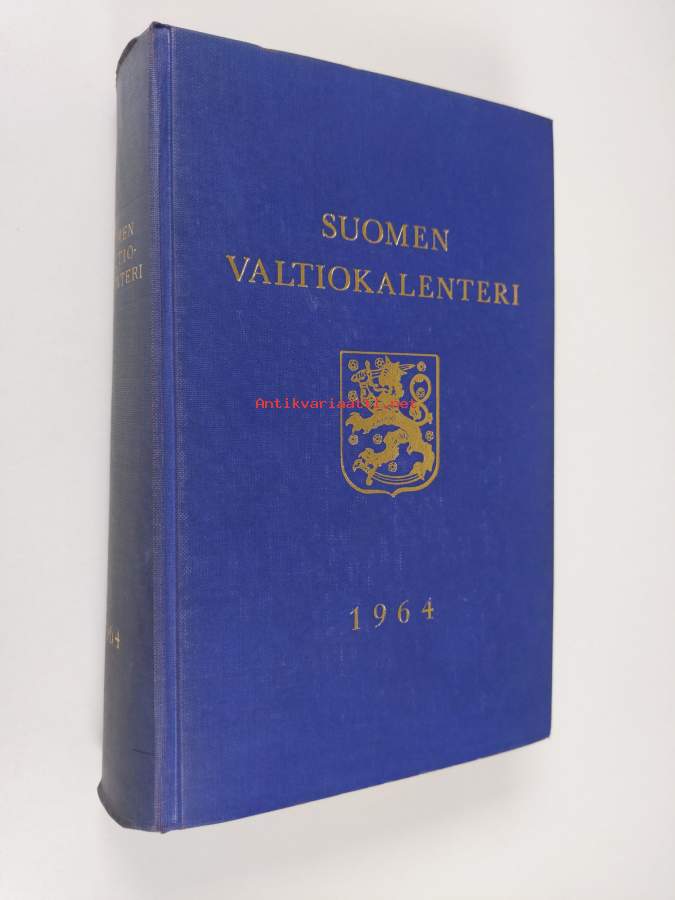 SUOMEN
VALTIOKALENTERI
Antikvariaatti.net
1964